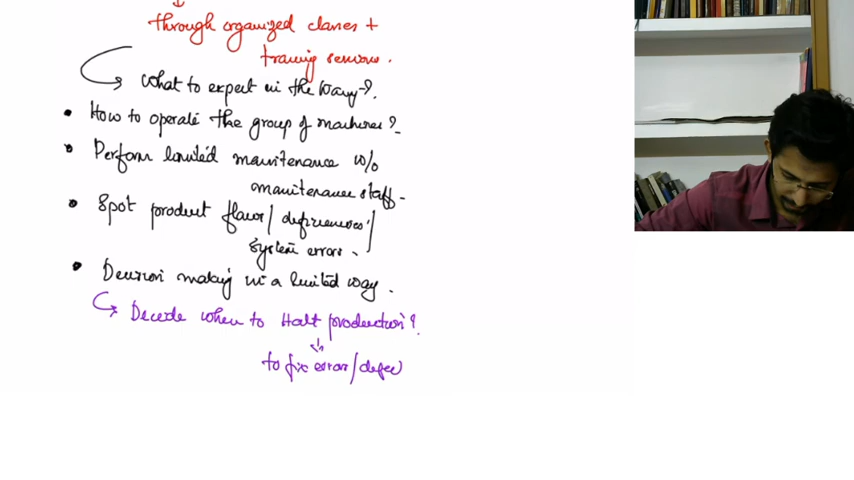 through organized classes +
training sessions.
What to expect in the Way?.
• How to operate the group of machines?
• Perform limited maintenance w/o
maintenance staff.
• Spot product flaws/deficiencies/
system errors.
• Decision making in a limited way.
Decide when to Halt production?
to fix error/defec